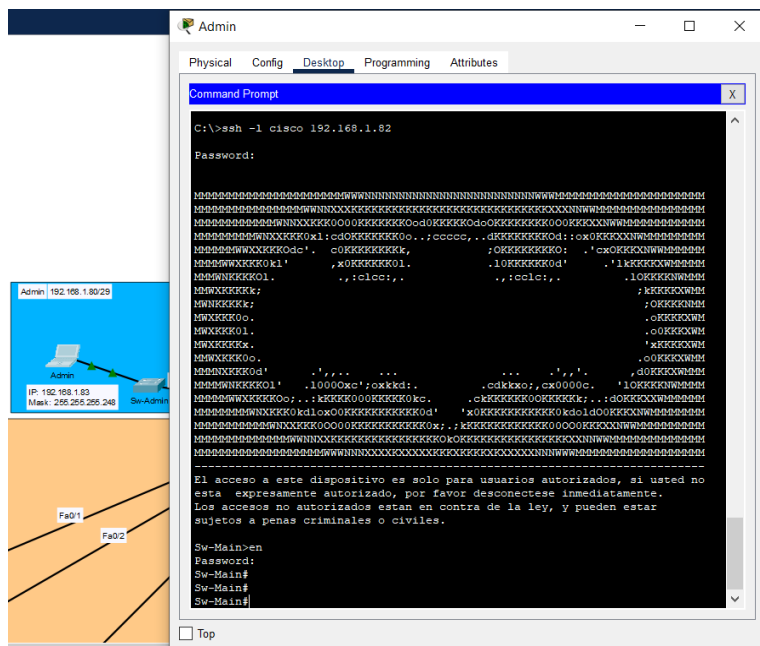 Admin
Physical Config Desktop Programming Attributes
Command Prompt
X
C:\>ssh -l cisco 192.168.1.82
Password:
-----------------------------------------------------------------------------
El acceso a este dispositivo es solo para usuarios autorizados, si usted no
esta  expresamente autorizado, por favor desconectese inmediatamente.
Los accesos no autorizados estan en contra de la ley, y pueden estar
sujetos a penas criminales o civiles.
Sw-Main>en
Password:
Sw-Main#
Sw-Main#
Sw-Main#
Top
Admin 192.168.1.80/29
Admin
IP: 192.168.1.83
Mask: 255.255.255.248
Sw-Admin
Fa0/1
Fa0/2